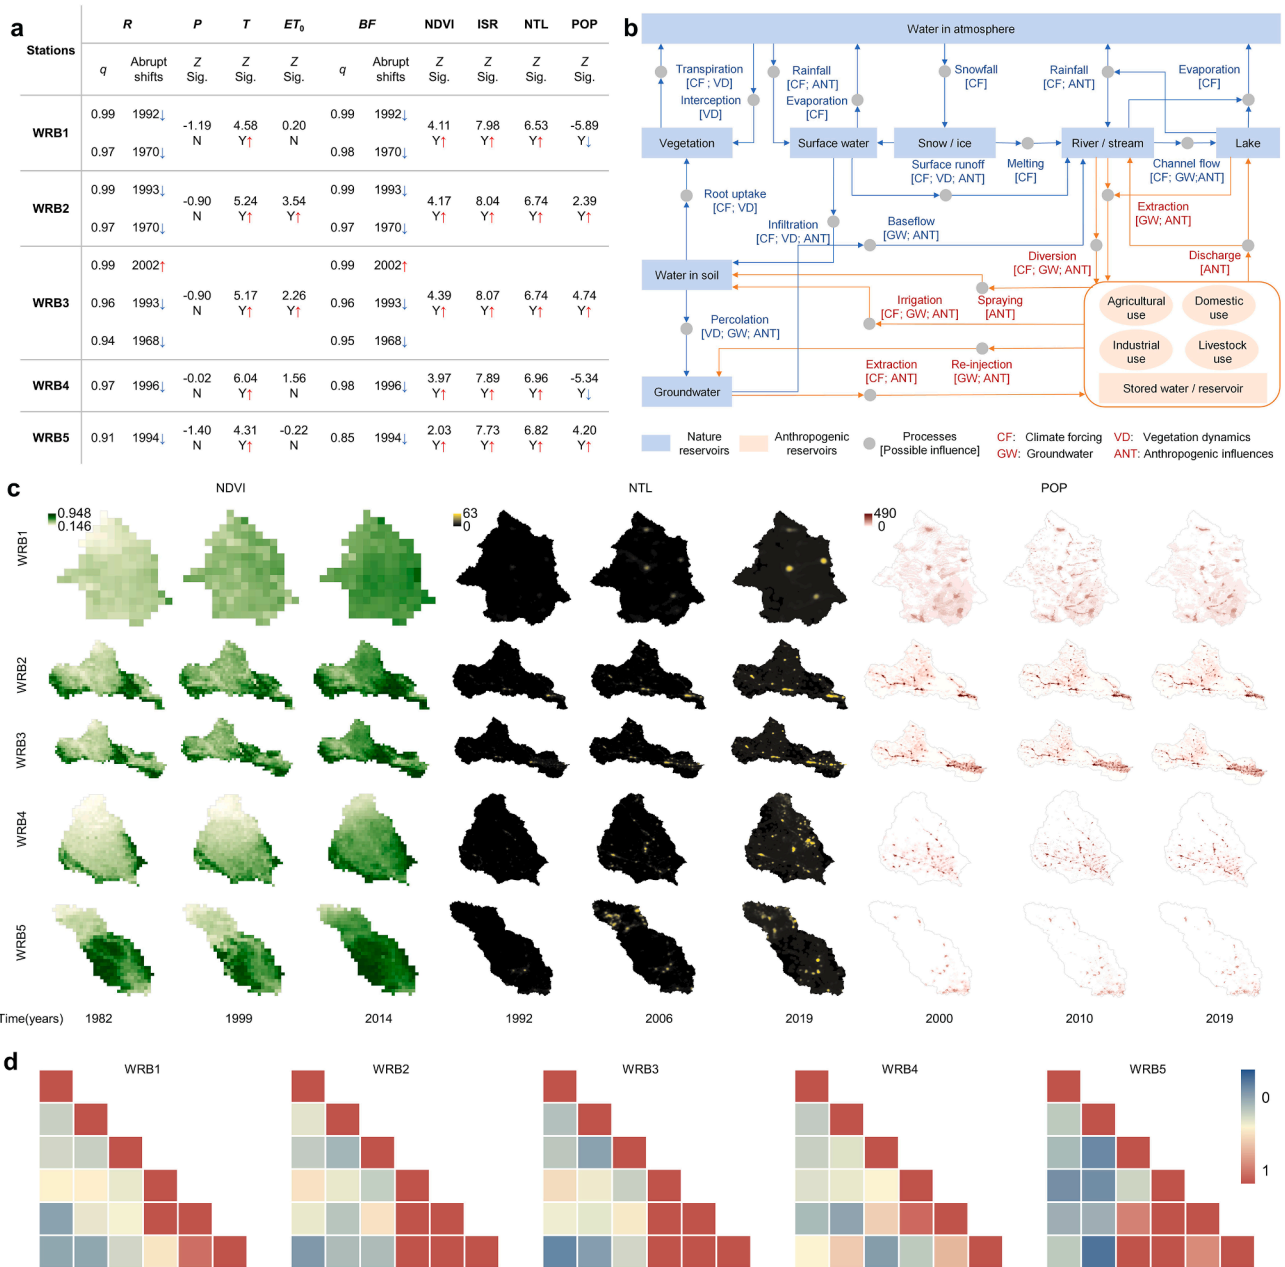 a
Stations R P T ET0 BF NDVI ISR NTL POP
q Abrupt shifts Z Sig. Z Sig. Z Sig. q Abrupt shifts Z Sig. Z Sig. Z Sig. Z Sig.
WRB1
0.99 1992↓ 0.99 1992↓
-1.19 4.58 0.20 4.11 7.98 6.53 -5.89
N Y↑ N Y↑ Y↑ Y↑ Y↓
0.97 1970↓ 0.98 1970↓
WRB2
0.99 1993↓ 0.99 1993↓
-0.90 5.24 3.54 4.17 8.04 6.74 2.39
N Y↑ Y↑ Y↑ Y↑ Y↑ Y↑
0.97 1970↓ 0.97 1970↓
WRB3
0.99 2002↑ 0.99 2002↑
0.96 1993↓ -0.90 5.17 2.26 0.96 1993↓ 4.39 8.07 6.74 4.74
N Y↑ Y↑ Y↑ Y↑ Y↑ Y↑
0.94 1968↓ 0.95 1968↓
WRB4
0.97 1996↓ -0.02 6.04 1.56 0.98 1996↓ 3.97 7.89 6.96 -5.34
N Y↑ N Y↑ Y↑ Y↑ Y↓
WRB5
0.91 1994↓ -1.40 4.31 -0.22 0.85 1994↓ 2.03 7.73 6.82 4.20
N Y↑ N Y↑ Y↑ Y↑ Y↑
b
Water in atmosphere
Transpiration
[CF; VD]
Interception
[VD]
Rainfall
[CF; ANT]
Evaporation
[CF]
Snowfall
[CF]
Rainfall
[CF; ANT]
Evaporation
[CF]
Vegetation
Surface water
Snow / ice
River / stream
Lake
Surface runoff
[CF; VD; ANT]
Melting
[CF]
Channel flow
[CF; GW;ANT]
Root uptake
[CF; VD]
Infiltration
[CF; VD; ANT]
Baseflow
[GW; ANT]
Extraction
[GW; ANT]
Diversion
[CF; GW; ANT]
Discharge
[ANT]
Water in soil
Irrigation
[CF; GW; ANT]
Spraying
[ANT]
Percolation
[VD; GW; ANT]
Agricultural use
Domestic use
Industrial use
Livestock use
Stored water / reservoir
Extraction
[CF; ANT]
Re-injection
[GW; ANT]
Groundwater
Nature reservoirs
Anthropogenic reservoirs
Processes
[Possible influence]
CF: Climate forcing
VD: Vegetation dynamics
GW: Groundwater
ANT: Anthropogenic influences
c
NDVI NTL POP
0.948
0.146
63
0
490
0
WRB1
WRB2
WRB3
WRB4
WRB5
Time(years) 1982 1999 2014 1992 2006 2019 2000 2010 2019
d
WRB1 WRB2 WRB3 WRB4 WRB5
0
1